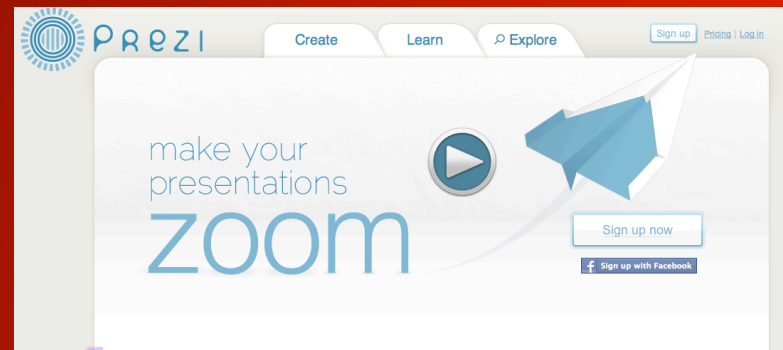 PREZI
Create Learn Explore
Sign up Pricing | Log in
make your
presentations
zoom
Sign up now
f Sign up with Facebook